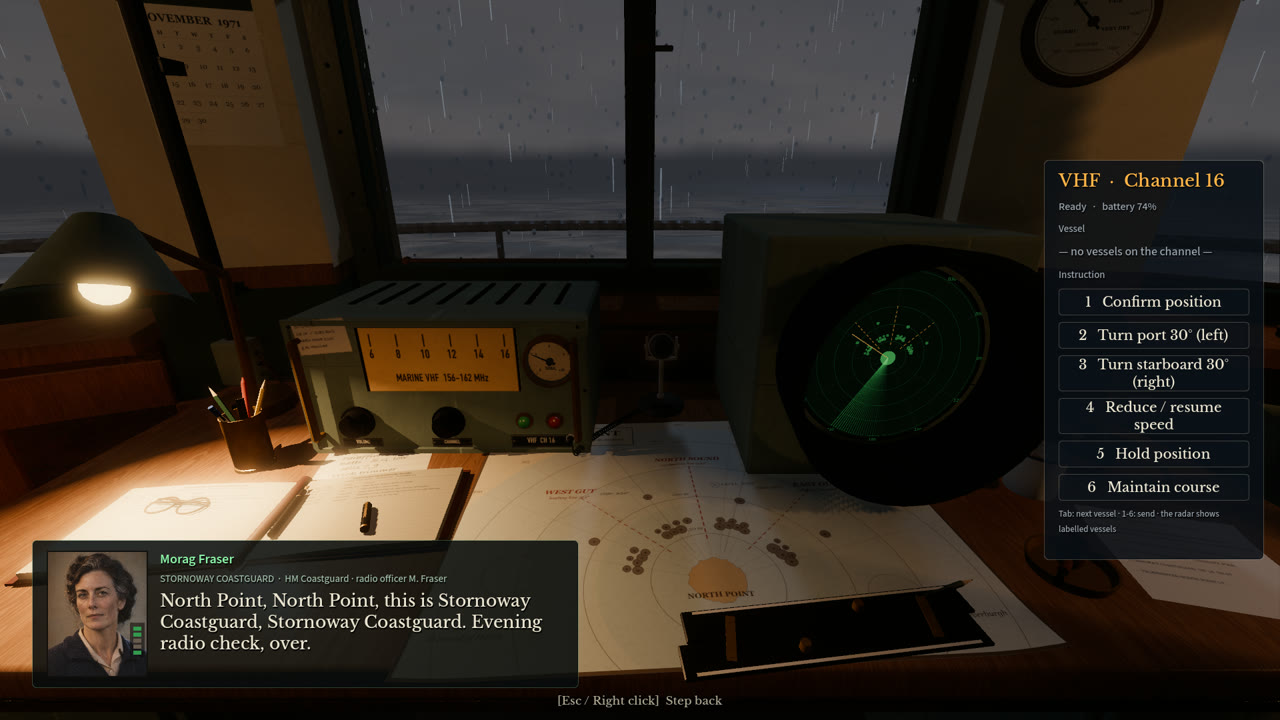 OVEMBER 1971
VERY DRY
6 8 10 12 14 16
MARINE VHF 156-162 MHz
VHF CH 16
NORTH SOUND
WEST GUT
NORTH POINT
VHF · Channel 16
Ready · battery 74%
Vessel
— no vessels on the channel —
Instruction
1 Confirm position
2 Turn port 30° (left)
3 Turn starboard 30°
(right)
4 Reduce / resume
speed
5 Hold position
6 Maintain course
Tab: next vessel · 1-6: send · the radar shows
labelled vessels
Morag Fraser
STORNOWAY COASTGUARD · HM Coastguard · radio officer M. Fraser
North Point, North Point, this is Stornoway
Coastguard, Stornoway Coastguard. Evening
radio check, over.
[Esc / Right click] Step back